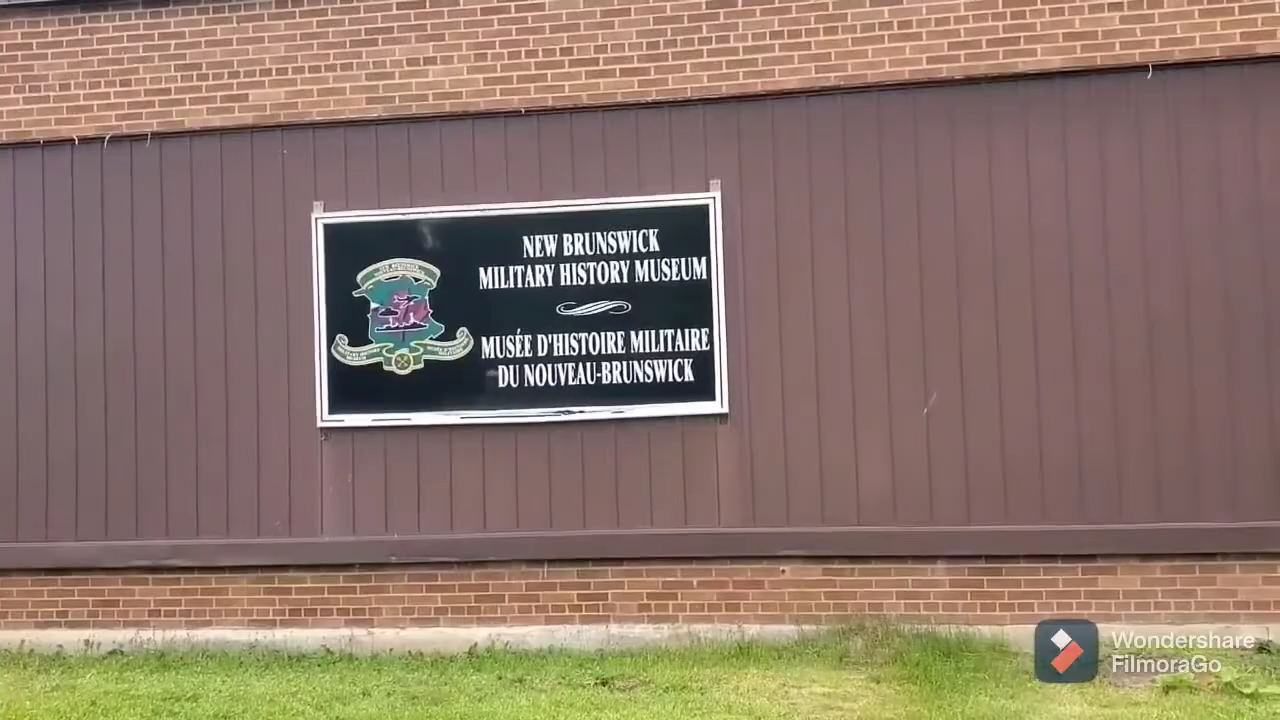 NEW BRUNSWICK
MILITARY HISTORY MUSEUM
MUSÉE D'HISTOIRE MILITAIRE
DU NOUVEAU-BRUNSWICK
Wondershare
FilmoraGo